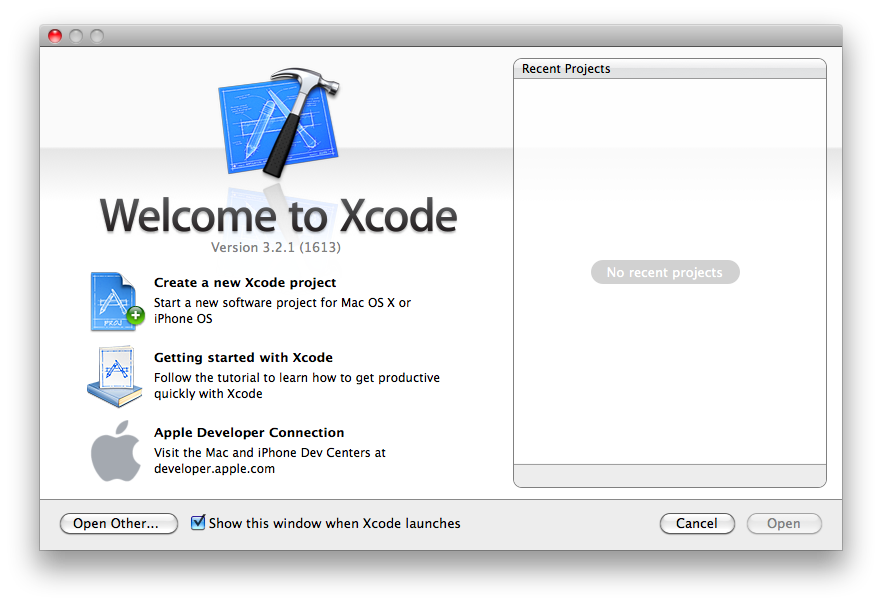 Recent Projects
Welcome to Xcode
Version 3.2.1 (1613)
No recent projects
Create a new Xcode project
Start a new software project for Mac OS X or
iPhone OS
PROJ
Getting started with Xcode
Follow the tutorial to learn how to get productive
quickly with Xcode
Apple Developer Connection
Visit the Mac and iPhone Dev Centers at
developer.apple.com
Open Other...
Show this window when Xcode launches
Cancel
Open